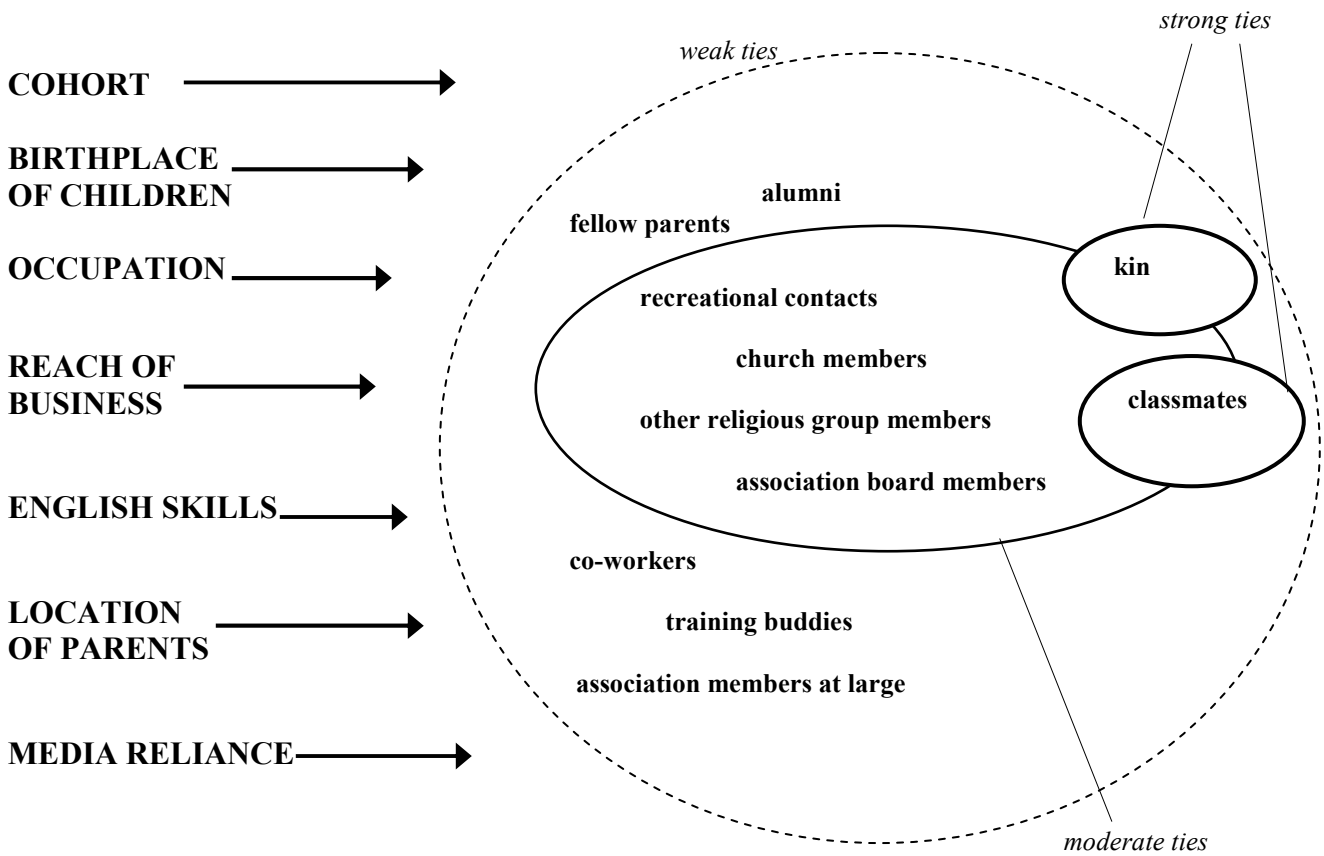 strong ties
weak ties
COHORT
BIRTHPLACE
OF CHILDREN
alumni
fellow parents
OCCUPATION
kin
recreational contacts
REACH OF
BUSINESS
church members
classmates
other religious group members
association board members
ENGLISH SKILLS
co-workers
LOCATION
OF PARENTS
training buddies
association members at large
MEDIA RELIANCE
moderate ties